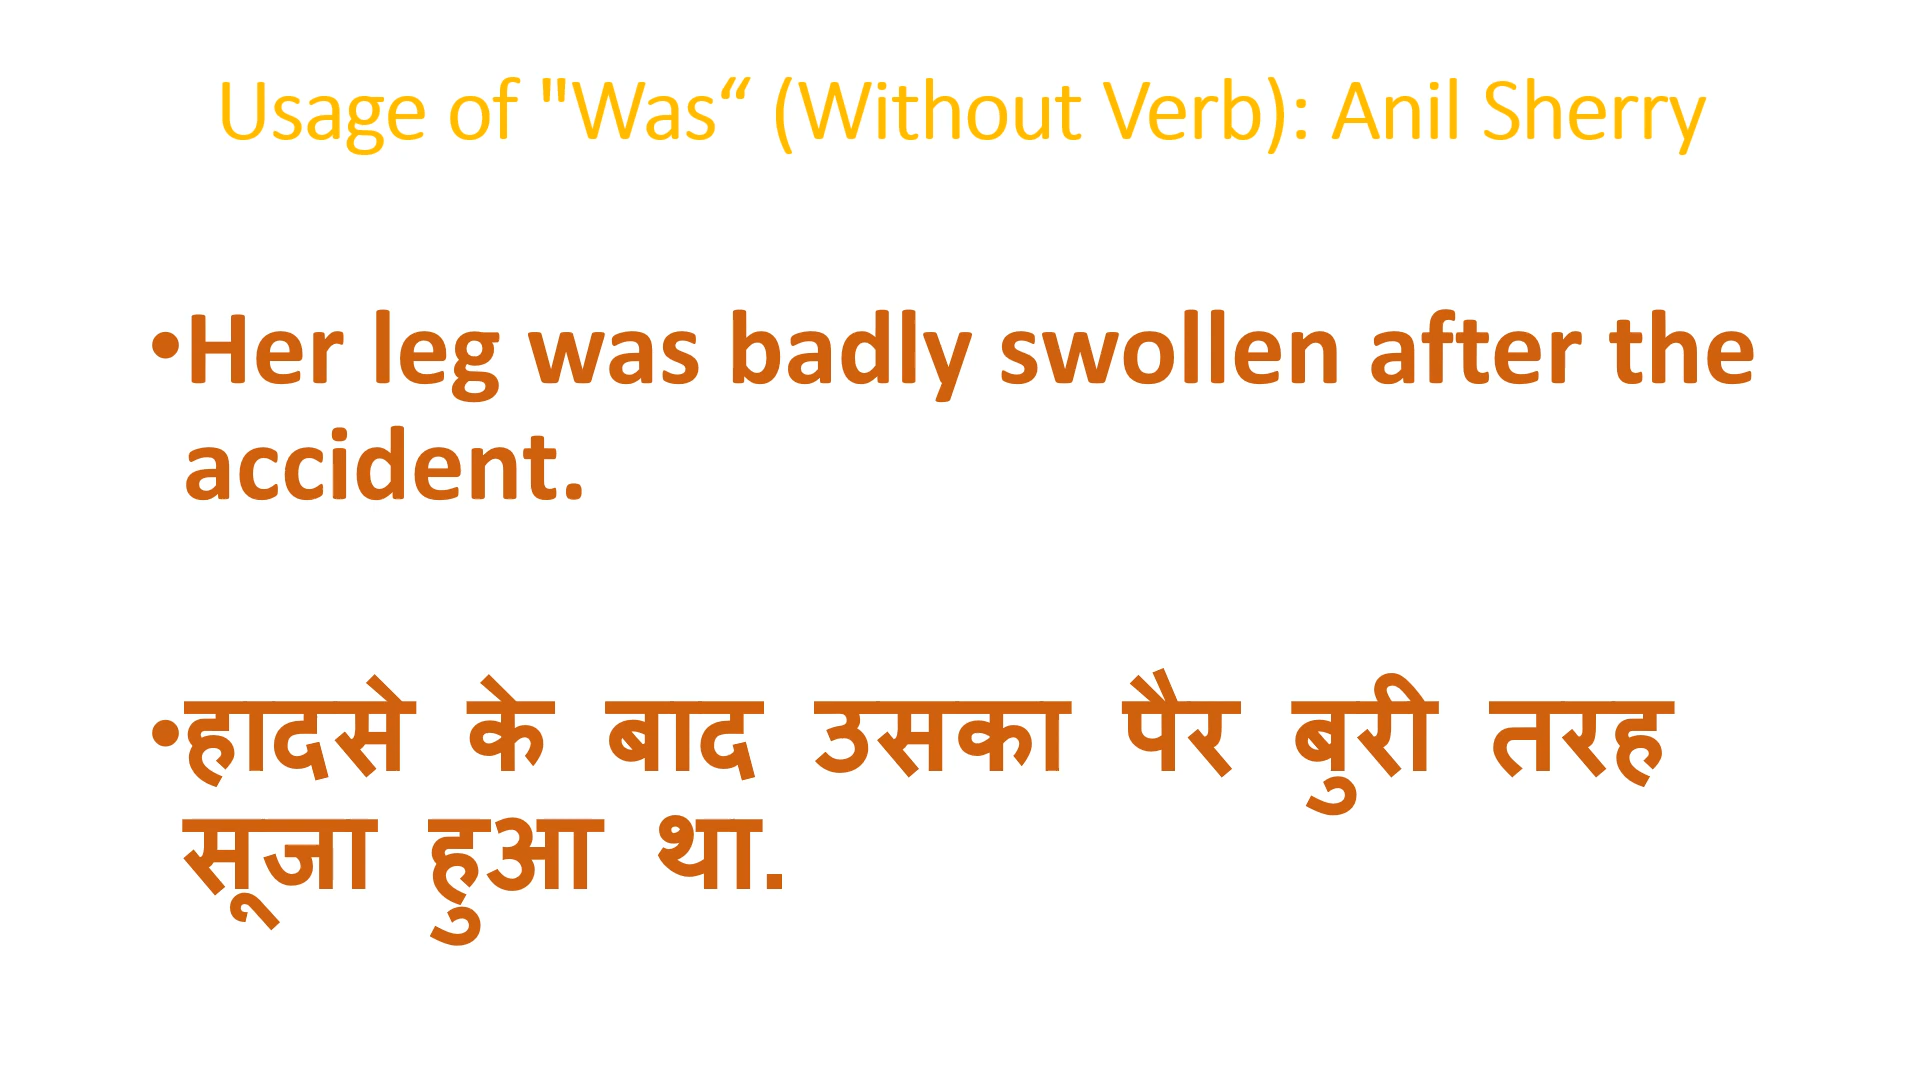 Usage of "Was“ (Without Verb): Anil Sherry
•Her leg was badly swollen after the
accident.
•हादसे के बाद उसका पैर बुरी तरह
सूजा हुआ था.